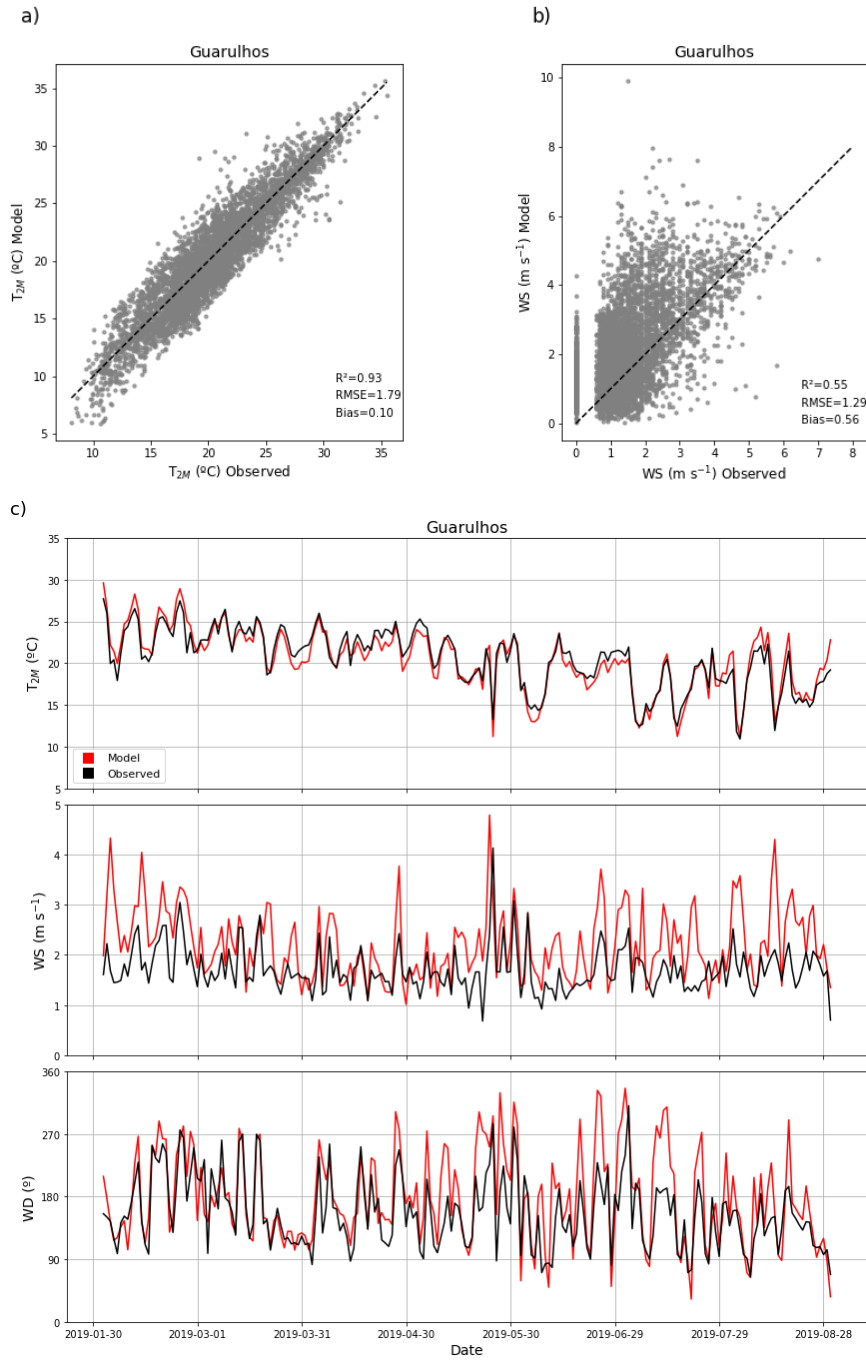 a)
b)
Guarulhos
Guarulhos
T2M (ºC) Model
35
30
25
20
15
10
5
R²=0.93
RMSE=1.79
Bias=0.10
10 15 20 25 30 35
T2M (ºC) Observed
WS (m s−1) Model
10
8
6
4
2
0
R²=0.55
RMSE=1.29
Bias=0.56
0 1 2 3 4 5 6 7 8
WS (m s−1) Observed
c)
Guarulhos
T2M (ºC)
35
30
25
20
15
10
5
Model
Observed
WS (m s−1)
5
4
3
2
1
0
WD (º)
360
270
180
90
0
2019-01-30 2019-03-01 2019-03-31 2019-04-30 2019-05-30 2019-06-29 2019-07-29 2019-08-28
Date